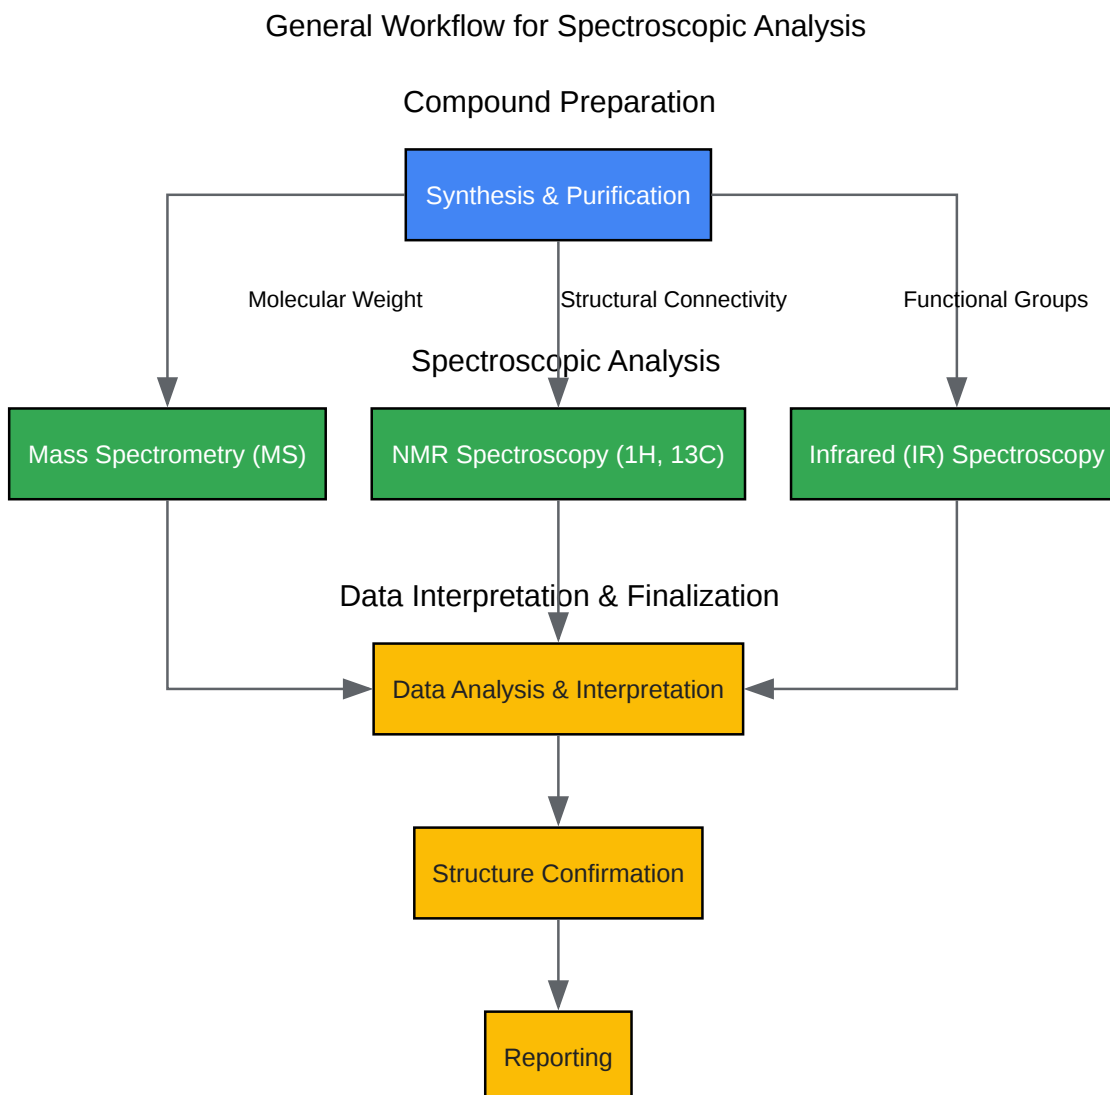 General Workflow for Spectroscopic Analysis
Compound Preparation
Synthesis & Purification
Molecular Weight
Structural Connectivity
Functional Groups
Spectroscopic Analysis
Mass Spectrometry (MS)
NMR Spectroscopy (1H, 13C)
Infrared (IR) Spectroscopy
Data Interpretation & Finalization
Data Analysis & Interpretation
Structure Confirmation
Reporting